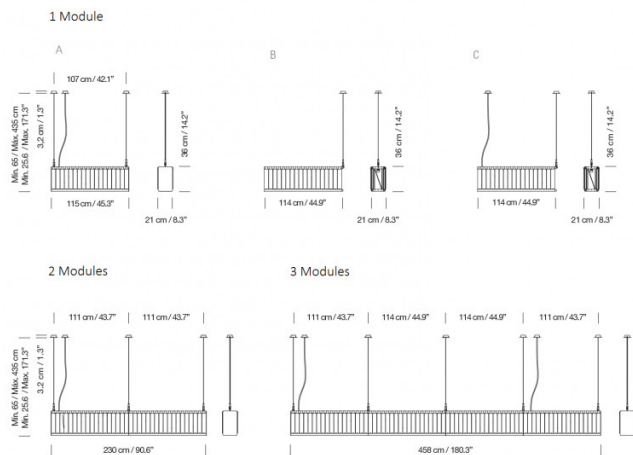 1 Module
A
B
C
107 cm / 42.1"
Min. 65 / Máx. 435 cm
Min. 25.6 / Max. 171.3"
3,2 cm / 1.3"
36 cm / 14.2"
36 cm / 14.2"
36 cm / 14.2"
115 cm / 45.3"
21 cm / 8.3"
114 cm / 44.9"
21 cm / 8.3"
114 cm / 44.9"
21 cm / 8.3"
2 Modules
3 Modules
111 cm / 43.7"
111 cm / 43.7"
111 cm / 43.7"
114 cm / 44.9"
114 cm / 44.9"
111 cm / 43.7"
Min. 65 / Máx. 435 cm
Min. 25.6 / Max. 171.3"
3.2 cm / 1.3"
230 cm / 90.6"
458 cm / 180.3"